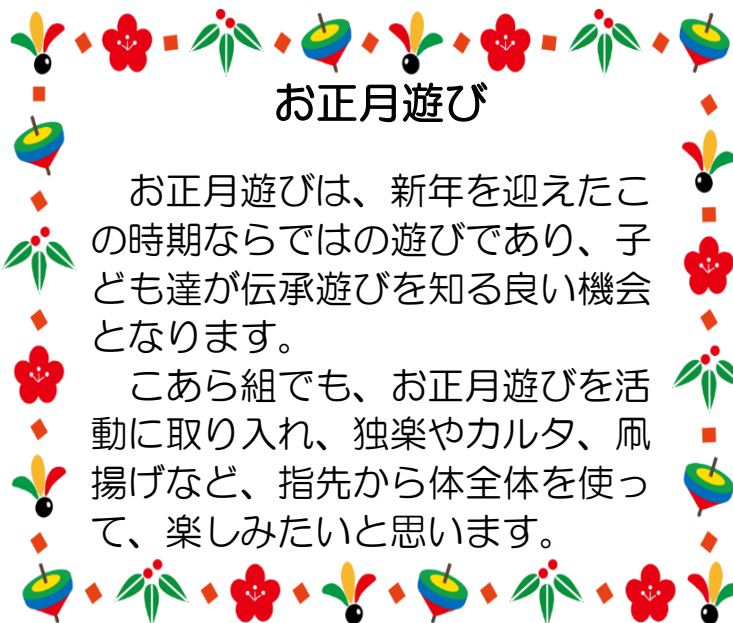 お正月遊び
　お正月遊びは、新年を迎えたこ
の時期ならではの遊びであり、子
ども達が伝承遊びを知る良い機会
となります。
　こあら組でも、お正月遊びを活
動に取り入れ、独楽やカルタ、凧
揚げなど、指先から体全体を使っ
て、楽しみたいと思います。